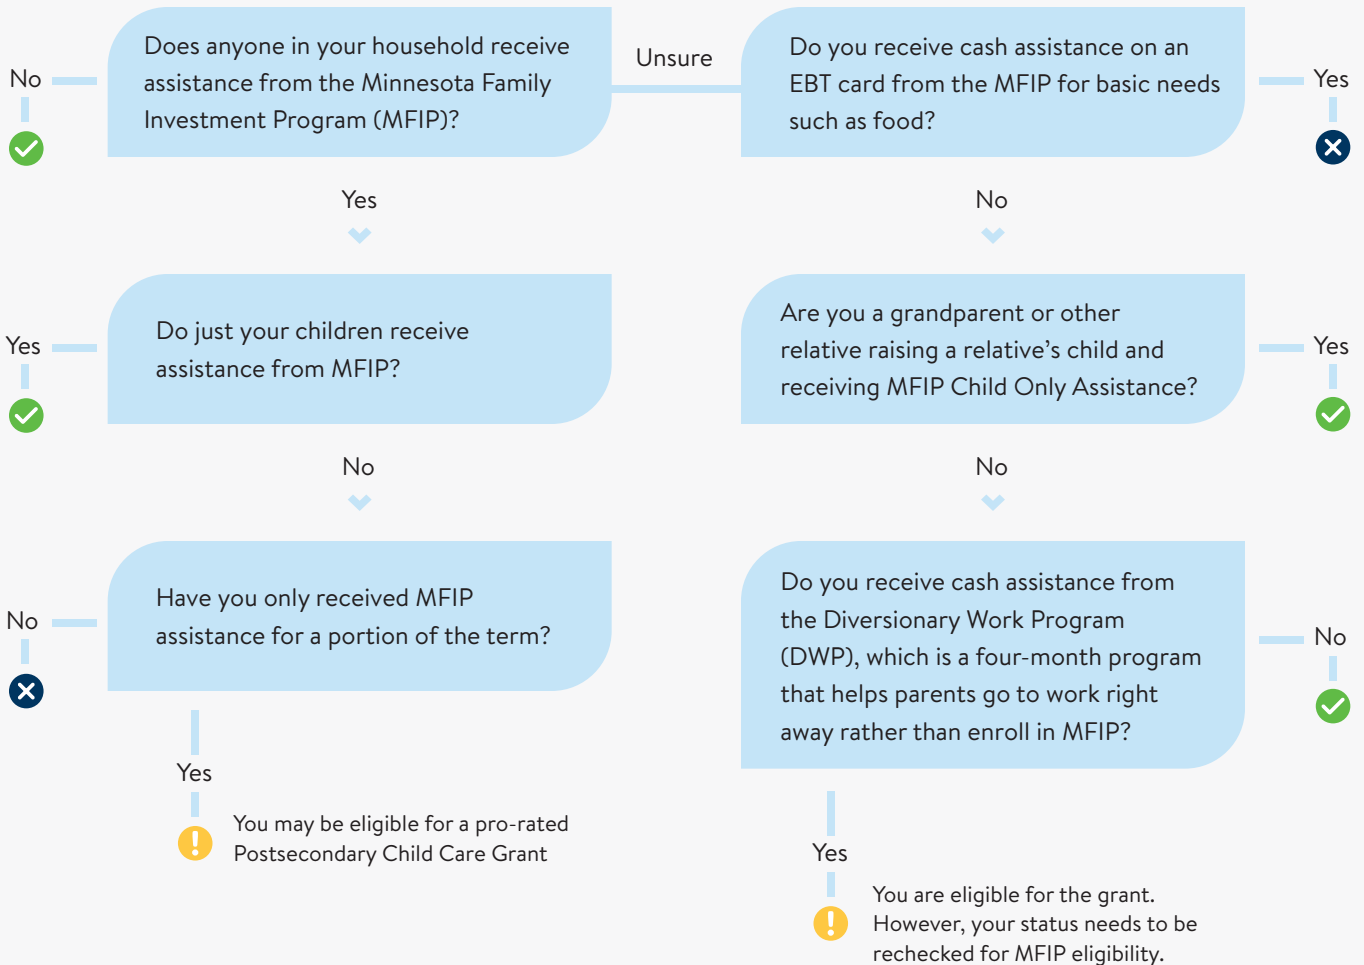 Does anyone in your household receive
assistance from the Minnesota Family
Investment Program (MFIP)?
No
Unsure
Do you receive cash assistance on an
EBT card from the MFIP for basic needs
such as food?
Yes
Yes
No
Do just your children receive
assistance from MFIP?
Yes
Are you a grandparent or other
relative raising a relative’s child and
receiving MFIP Child Only Assistance?
Yes
No
No
Have you only received MFIP
assistance for a portion of the term?
No
Do you receive cash assistance from
the Diversionary Work Program
(DWP), which is a four-month program
that helps parents go to work right
away rather than enroll in MFIP?
No
Yes
You may be eligible for a pro-rated
Postsecondary Child Care Grant
Yes
You are eligible for the grant.
However, your status needs to be
rechecked for MFIP eligibility.